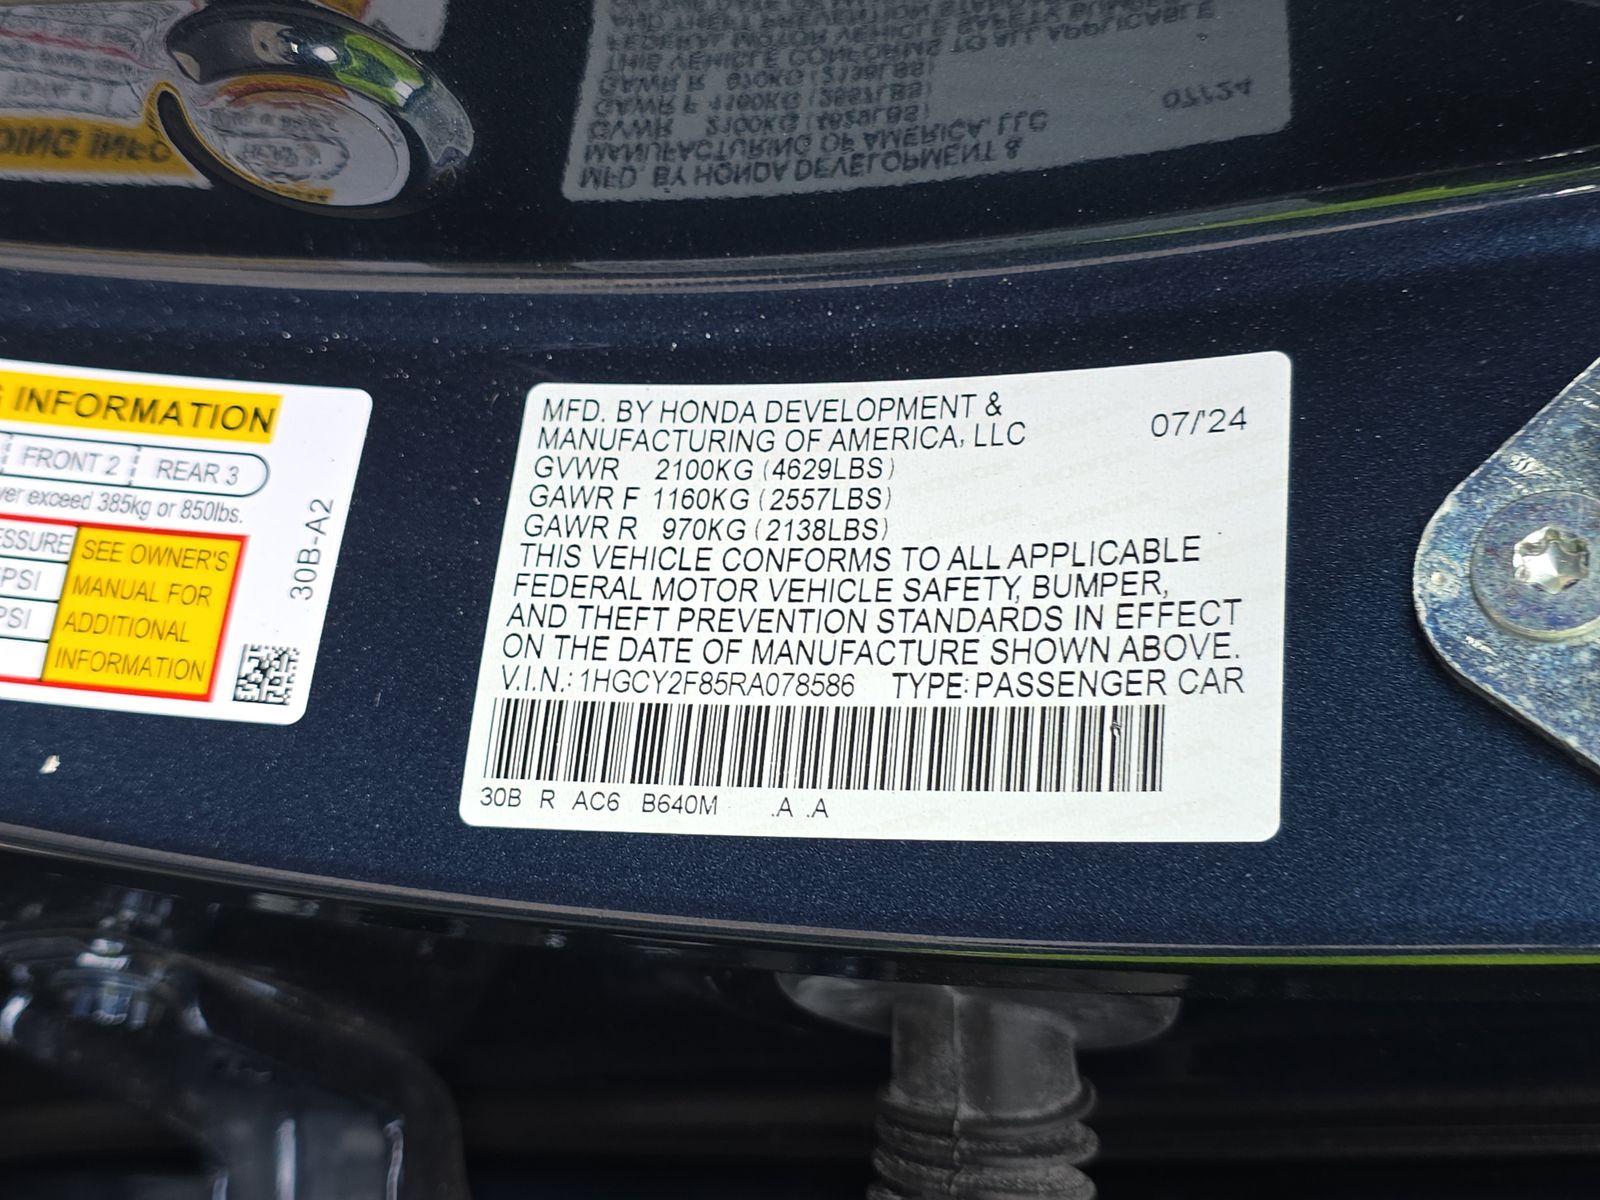 INFORMATION
FRONT 2
REAR 3
exceed 385kg or 850lbs.
PSI
PSI
SEE OWNER'S
MANUAL FOR
ADDITIONAL
INFORMATION
30B-A2
MFD. BY HONDA DEVELOPMENT &
MANUFACTURING OF AMERICA, LLC
07/'24
GVWR 2100KG (4629LBS)
GAWR F 1160KG (2557LBS)
GAWR R 970KG (2138LBS)
THIS VEHICLE CONFORMS TO ALL APPLICABLE
FEDERAL MOTOR VEHICLE SAFETY, BUMPER,
AND THEFT PREVENTION STANDARDS IN EFFECT
ON THE DATE OF MANUFACTURE SHOWN ABOVE.
V.I.N.: 1HGCY2F85RA078586 TYPE: PASSENGER CAR
30B R AC6 B640M .A .A